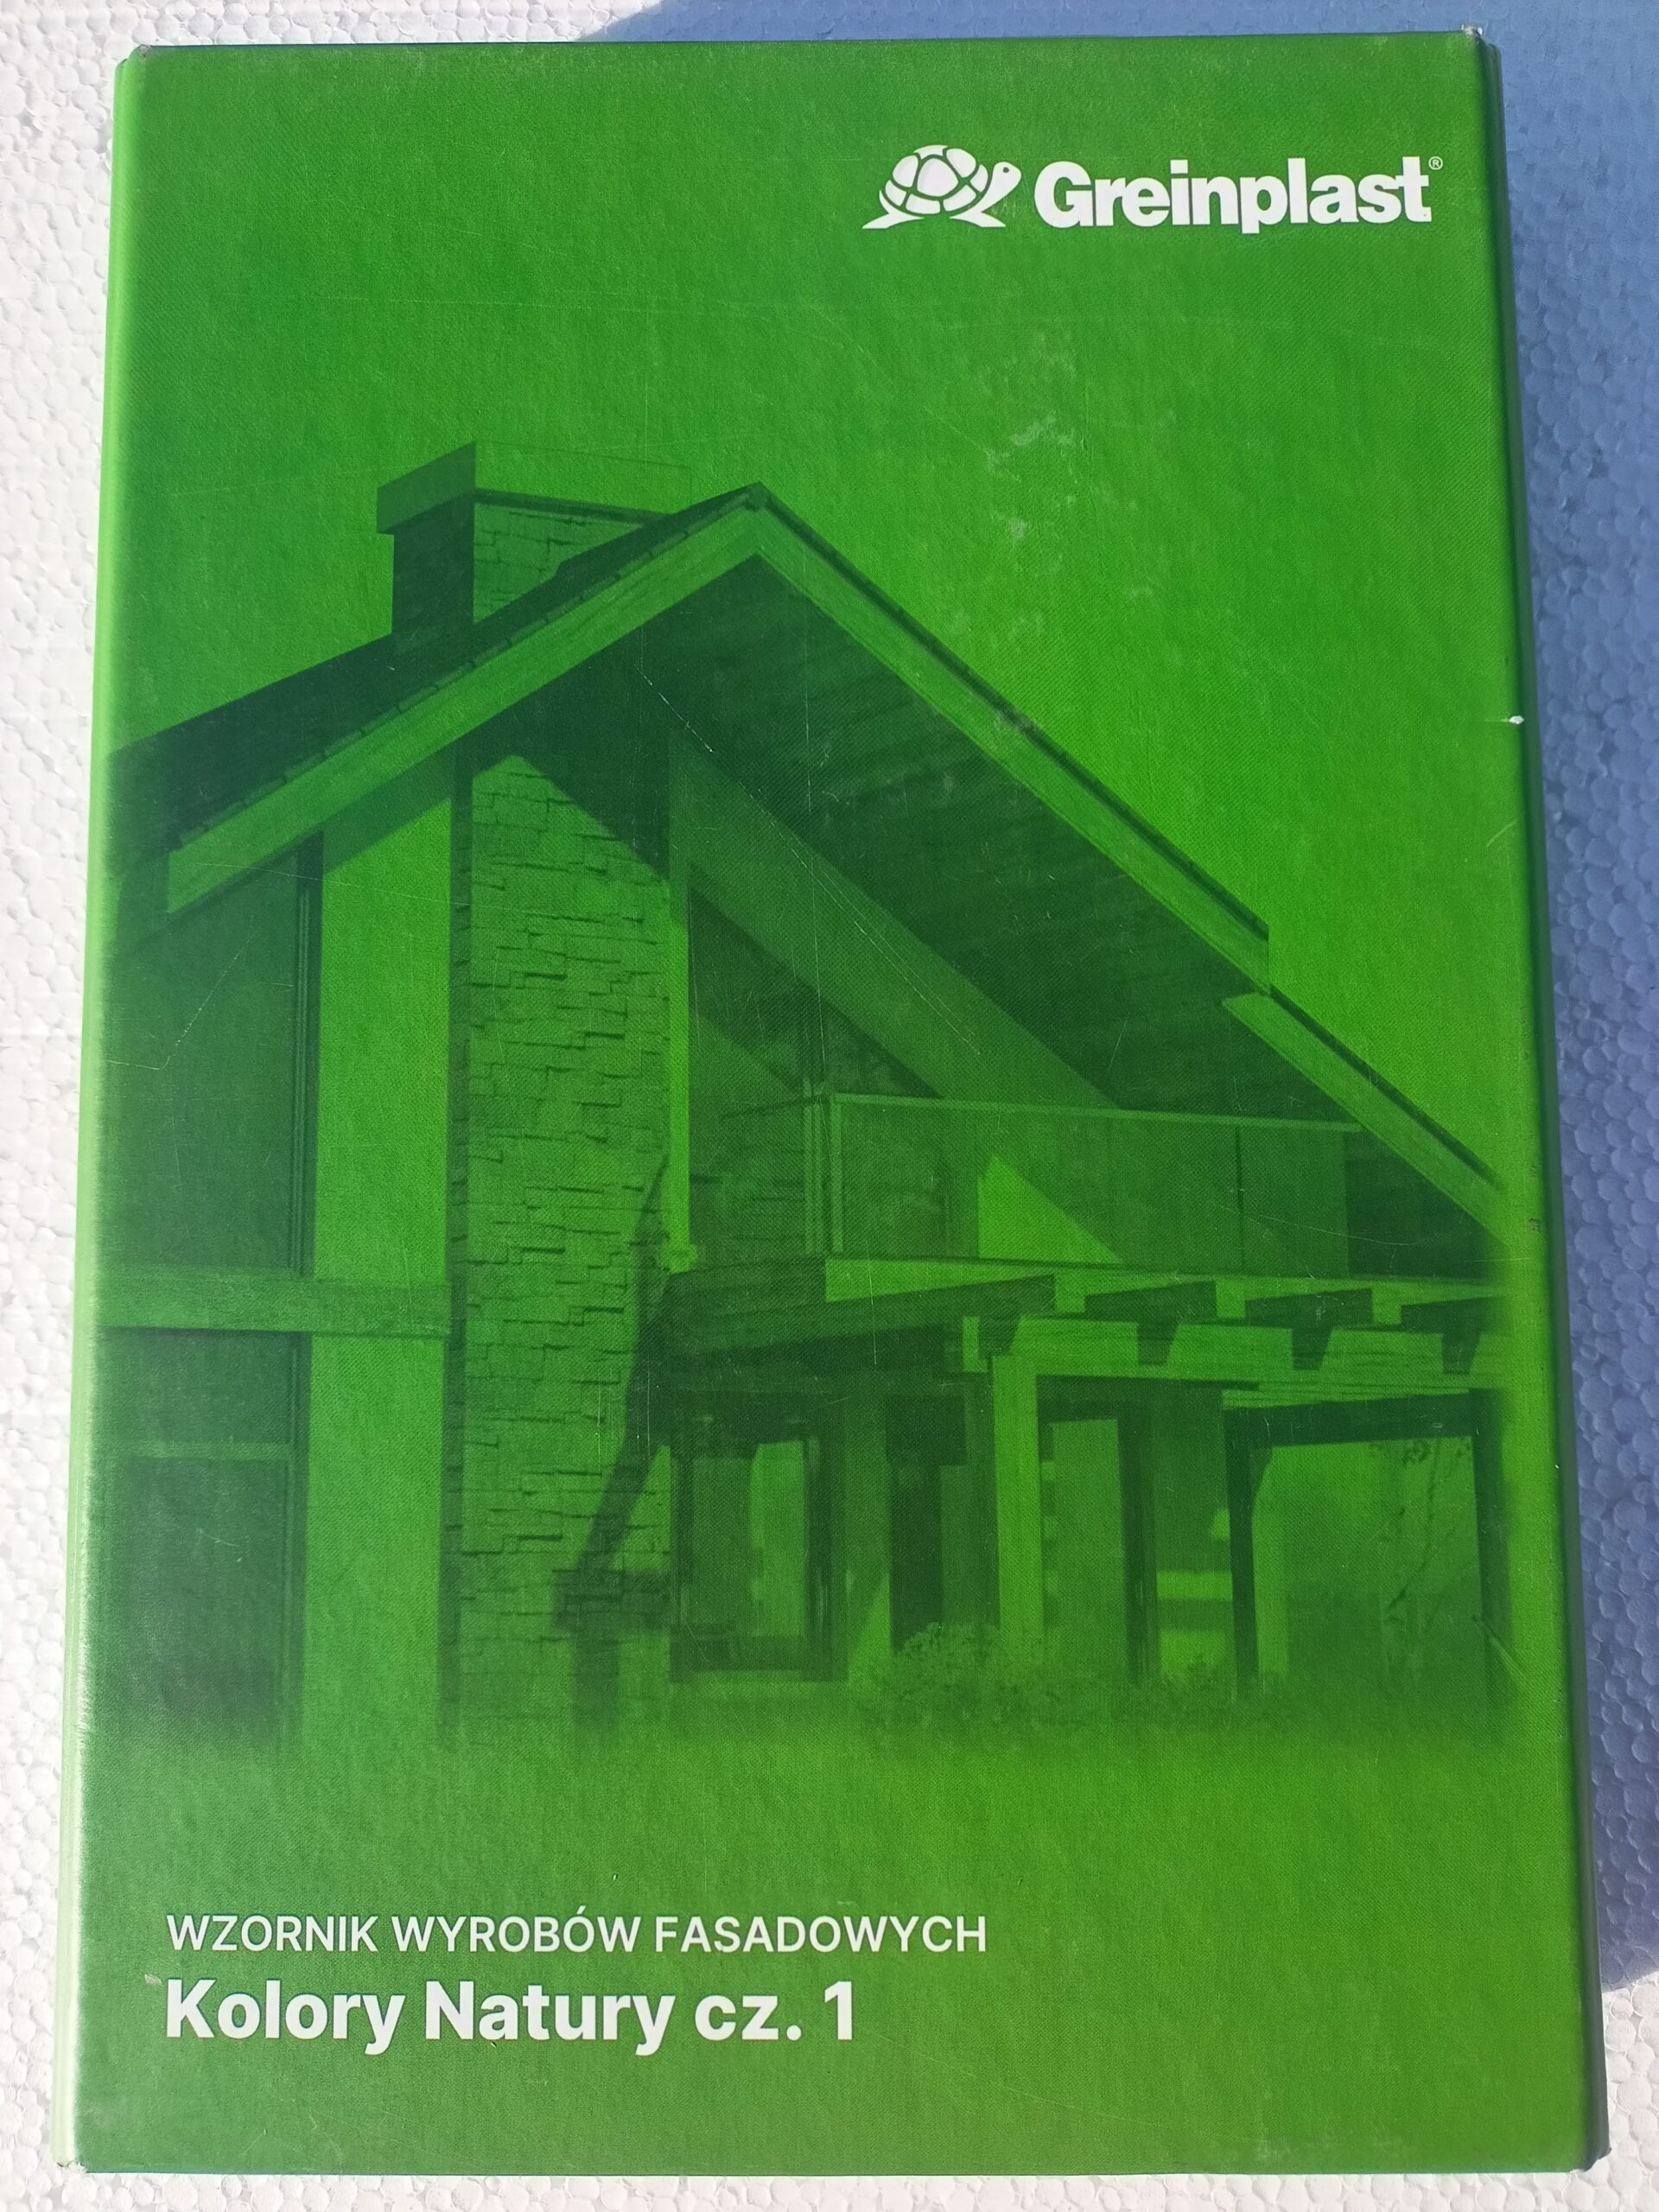 Greinplast®
WZORNIK WYROBÓW FASADOWYCH
Kolory Natury cz. 1